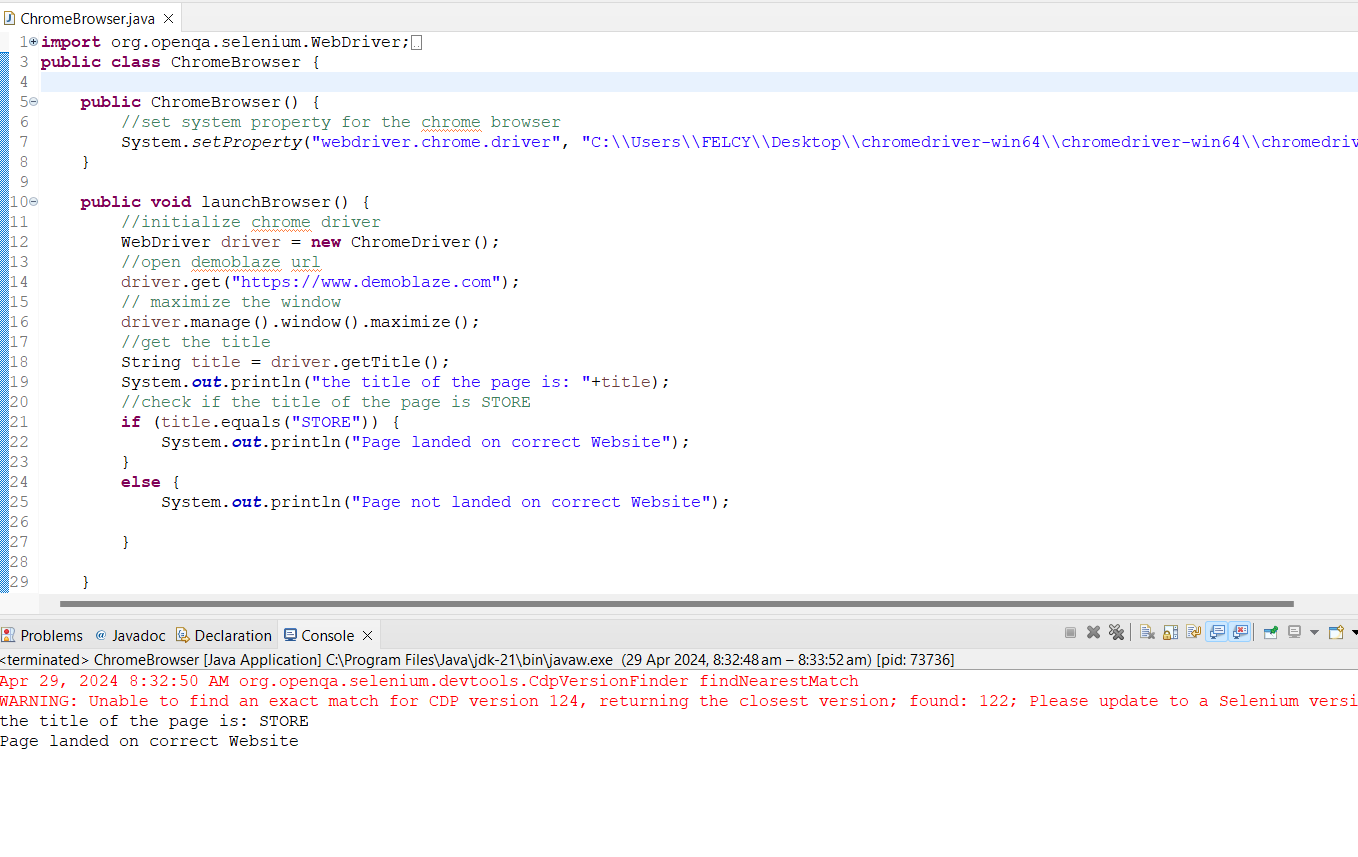 ChromeBrowser.java
1 import org.openqa.selenium.WebDriver;
3 public class ChromeBrowser {
4
5     public ChromeBrowser() {
6         //set system property for the chrome browser
7         System.setProperty("webdriver.chrome.driver", "C:\\Users\\FELCY\\Desktop\\chromedriver-win64\\chromedriver-win64\\chromedriv
8     }
9
10     public void launchBrowser() {
11         //initialize chrome driver
12         WebDriver driver = new ChromeDriver();
13         //open demoblaze url
14         driver.get("https://www.demoblaze.com");
15         // maximize the window
16         driver.manage().window().maximize();
17         //get the title
18         String title = driver.getTitle();
19         System.out.println("the title of the page is: "+title);
20         //check if the title of the page is STORE
21         if (title.equals("STORE")) {
22             System.out.println("Page landed on correct Website");
23         }
24         else {
25             System.out.println("Page not landed on correct Website");
26
27         }
28
29     }
Problems @ Javadoc Declaration Console
<terminated> ChromeBrowser [Java Application] C:\Program Files\Java\jdk-21\bin\javaw.exe (29 Apr 2024, 8:32:48 am – 8:33:52 am) [pid: 73736]
Apr 29, 2024 8:32:50 AM org.openqa.selenium.devtools.CdpVersionFinder findNearestMatch
WARNING: Unable to find an exact match for CDP version 124, returning the closest version; found: 122; Please update to a Selenium versi
the title of the page is: STORE
Page landed on correct Website